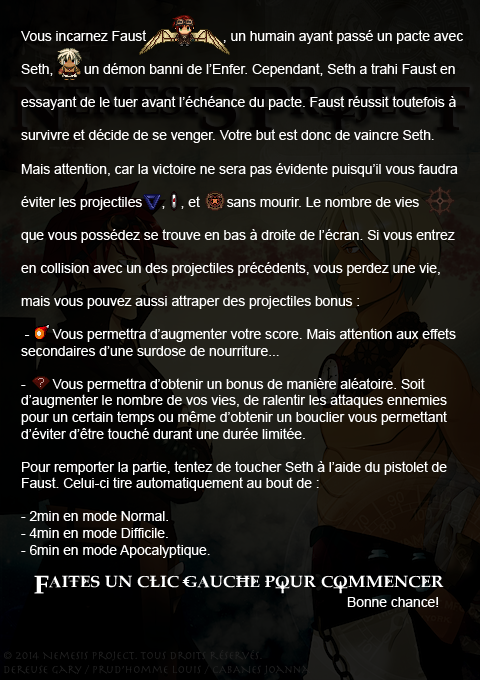 Vous incarnez Faust , un humain ayant passé un pacte avec
Seth, un démon banni de l'Enfer. Cependant, Seth a trahi Faust en
essayant de le tuer avant l'échéance du pacte. Faust réussit toutefois à
NEMESIS PROJECT
survivre et décide de se venger. Votre but est donc de vaincre Seth.
Mais attention, car la victoire ne sera pas évidente puisqu'il vous faudra
éviter les projectiles , , et sans mourir. Le nombre de vies
que vous possédez se trouve en bas à droite de l'écran. Si vous entrez
en collision avec un des projectiles précédents, vous perdez une vie,
mais vous pouvez aussi attraper des projectiles bonus :
- Vous permettra d'augmenter votre score. Mais attention aux effets
secondaires d'une surdose de nourriture...
- ? Vous permettra d'obtenir un bonus de manière aléatoire. Soit
d'augmenter le nombre de vos vies, de ralentir les attaques ennemies
pour un certain temps ou même d'obtenir un bouclier vous permettant
d'éviter d'être touché durant une durée limitée.
Pour remporter la partie, tentez de toucher Seth à l'aide du pistolet de
Faust. Celui-ci tire automatiquement au bout de :
- 2min en mode Normal.
- 4min en mode Difficile.
- 6min en mode Apocalyptique.
FAITES UN CLIC GAUCHE POUR COMMENCER
Bonne chance!
© 2014 NEMESIS PROJECT. TOUS DROITS RÉSERVÉS.
DEREUSE GARY / PRUD'HOMME LOUIS / CABANES JOANNA